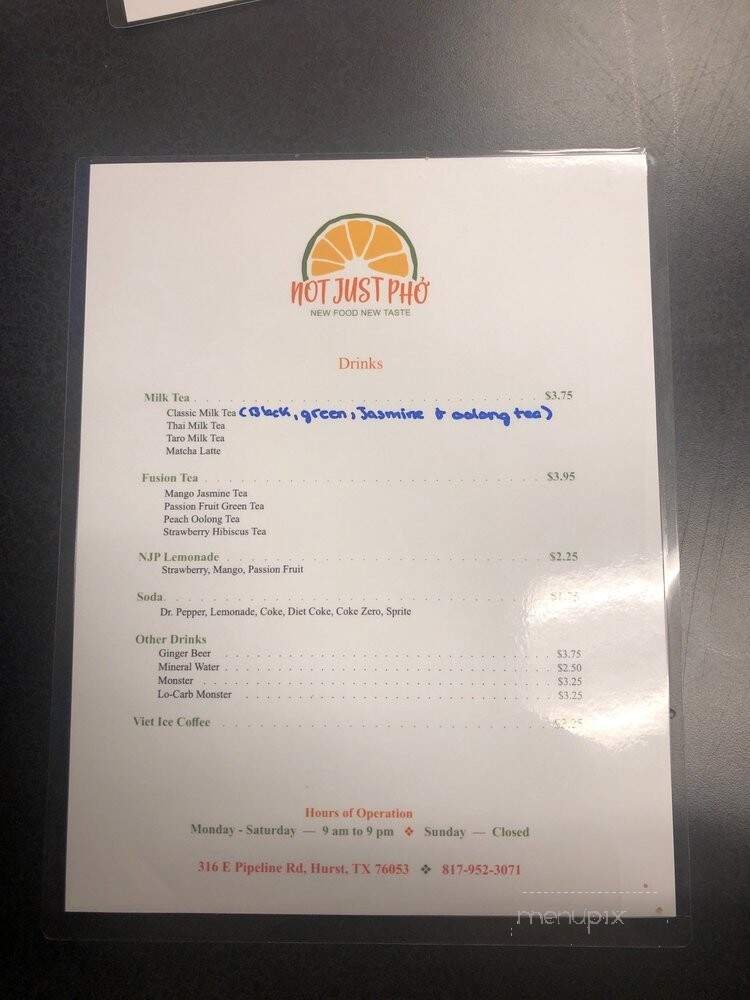 NOT JUST PHỞ
NEW FOOD NEW TASTE
Drinks
Milk Tea . . . . . . . . . . . . . . . . . . . . . . . . . . . . . . . . . . . $3.75
Classic Milk Tea (Black, green, Jasmine & oolong tea)
Thai Milk Tea
Taro Milk Tea
Matcha Latte
Fusion Tea . . . . . . . . . . . . . . . . . . . . . . . . . . . . . . . . . . . $3.95
Mango Jasmine Tea
Passion Fruit Green Tea
Peach Oolong Tea
Strawberry Hibiscus Tea
NJP Lemonade . . . . . . . . . . . . . . . . . . . . . . . . . . . . . . . . . $2.25
Strawberry, Mango, Passion Fruit
Soda. . . . . . . . . . . . . . . . . . . . . . . . . . . . . . . . . . . . . .
Dr. Pepper, Lemonade, Coke, Diet Coke, Coke Zero, Sprite
Other Drinks
Ginger Beer . . . . . . . . . . . . . . . . . . . . . . . . . . . . . . . . . $3.75
Mineral Water . . . . . . . . . . . . . . . . . . . . . . . . . . . . . . . . $2.50
Monster . . . . . . . . . . . . . . . . . . . . . . . . . . . . . . . . . . . $3.25
Lo-Carb Monster . . . . . . . . . . . . . . . . . . . . . . . . . . . . . . . $3.25
Viet Ice Coffee . . . . . . . . . . . . . . . . . . . . . . . . . . . . . . . .
Hours of Operation
Monday - Saturday — 9 am to 9 pm ❖ Sunday — Closed
316 E Pipeline Rd, Hurst, TX 76053 ❖ 817-952-3071
menupix